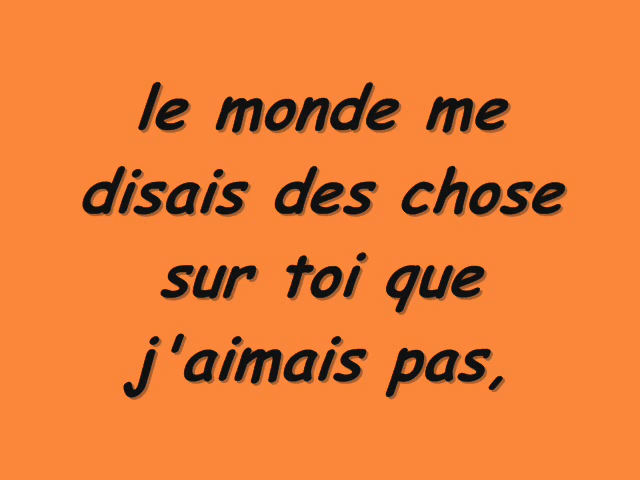 le monde me
disais des chose
sur toi que
j'aimais pas,